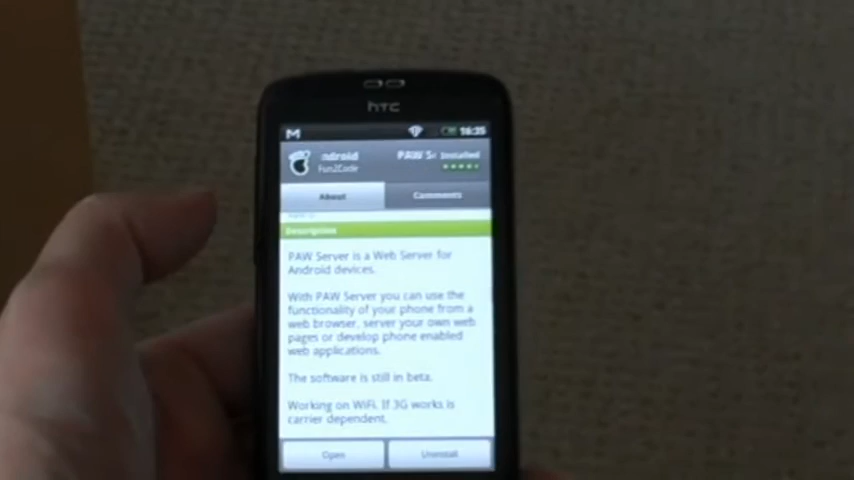 hTC
16:35
ndroid PAW S Installed
Fun2Code
About Comments
Description
PAW Server is a Web Server for
Android devices.
With PAW Server you can use the
functionality of your phone from a
web browser, server your own web
pages or develop phone enabled
web applications.
The software is still in beta.
Working on WiFi. If 3G works is
carrier dependent.
Open Uninstall